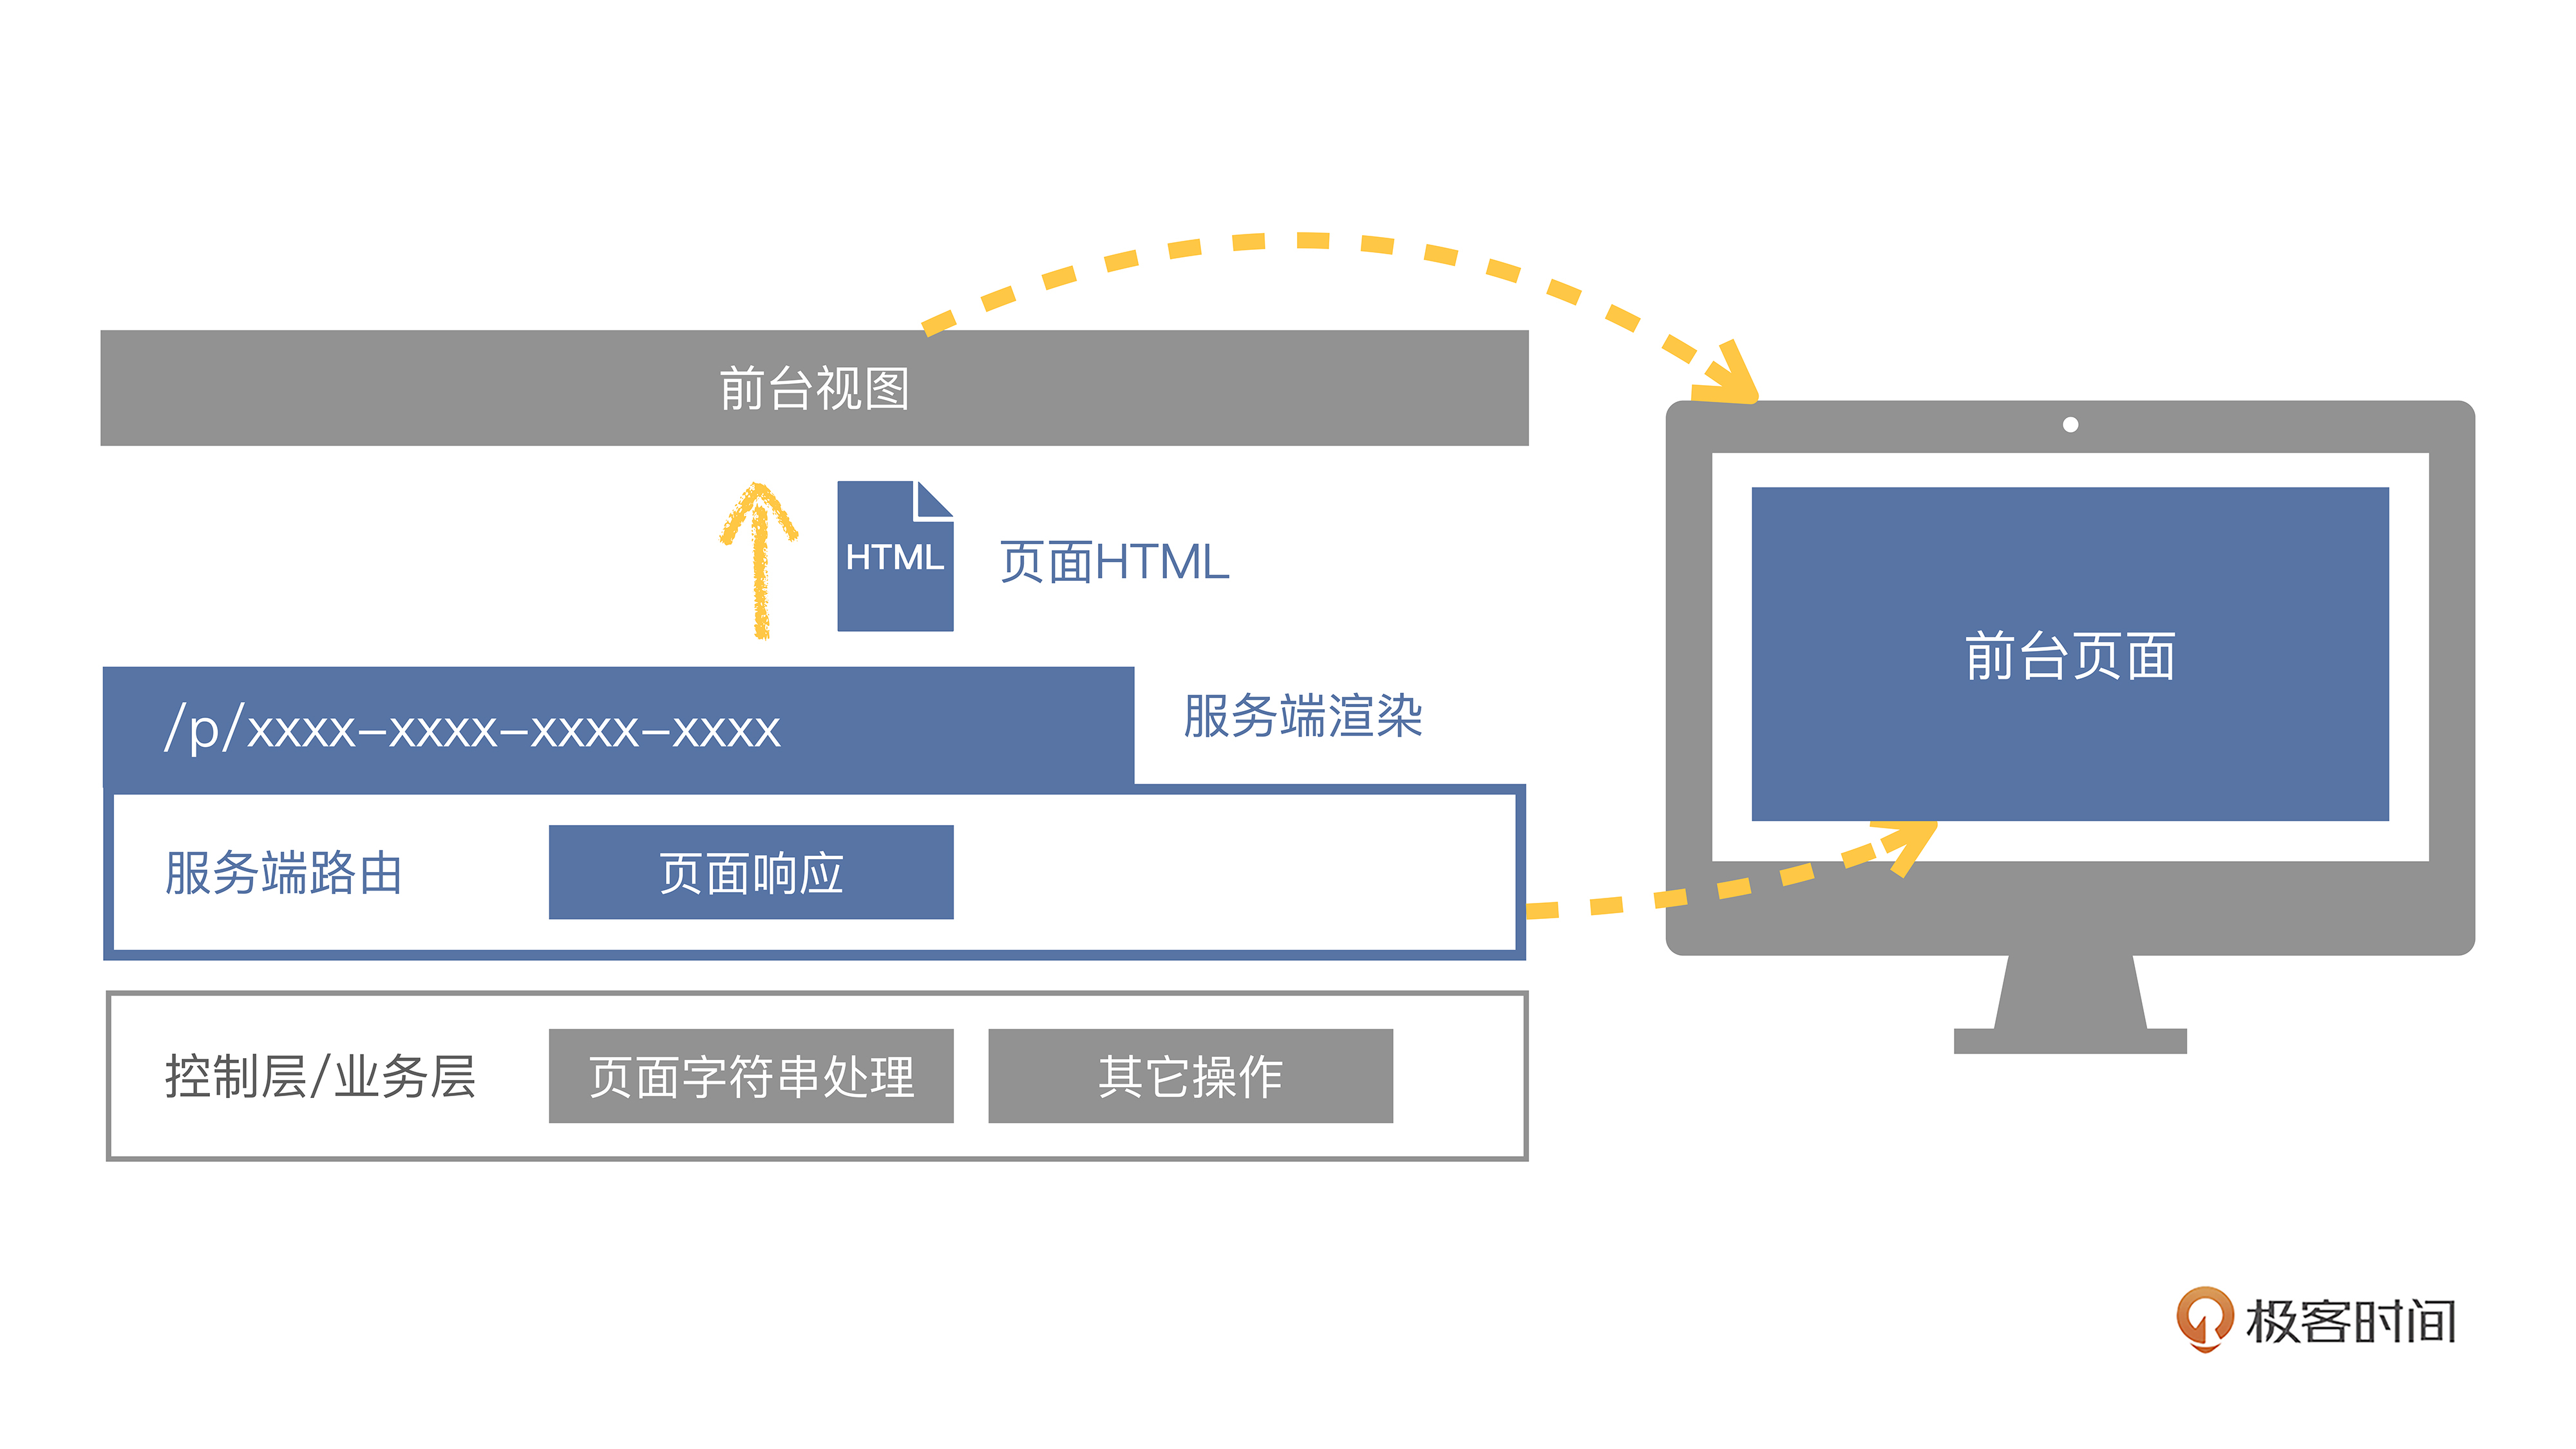 前台视图
HTML
页面HTML
/p/xxxx-xxxx-xxxx-xxxx
服务端渲染
服务端路由
页面响应
控制层/业务层
页面字符串处理
其它操作
前台页面
极客时间